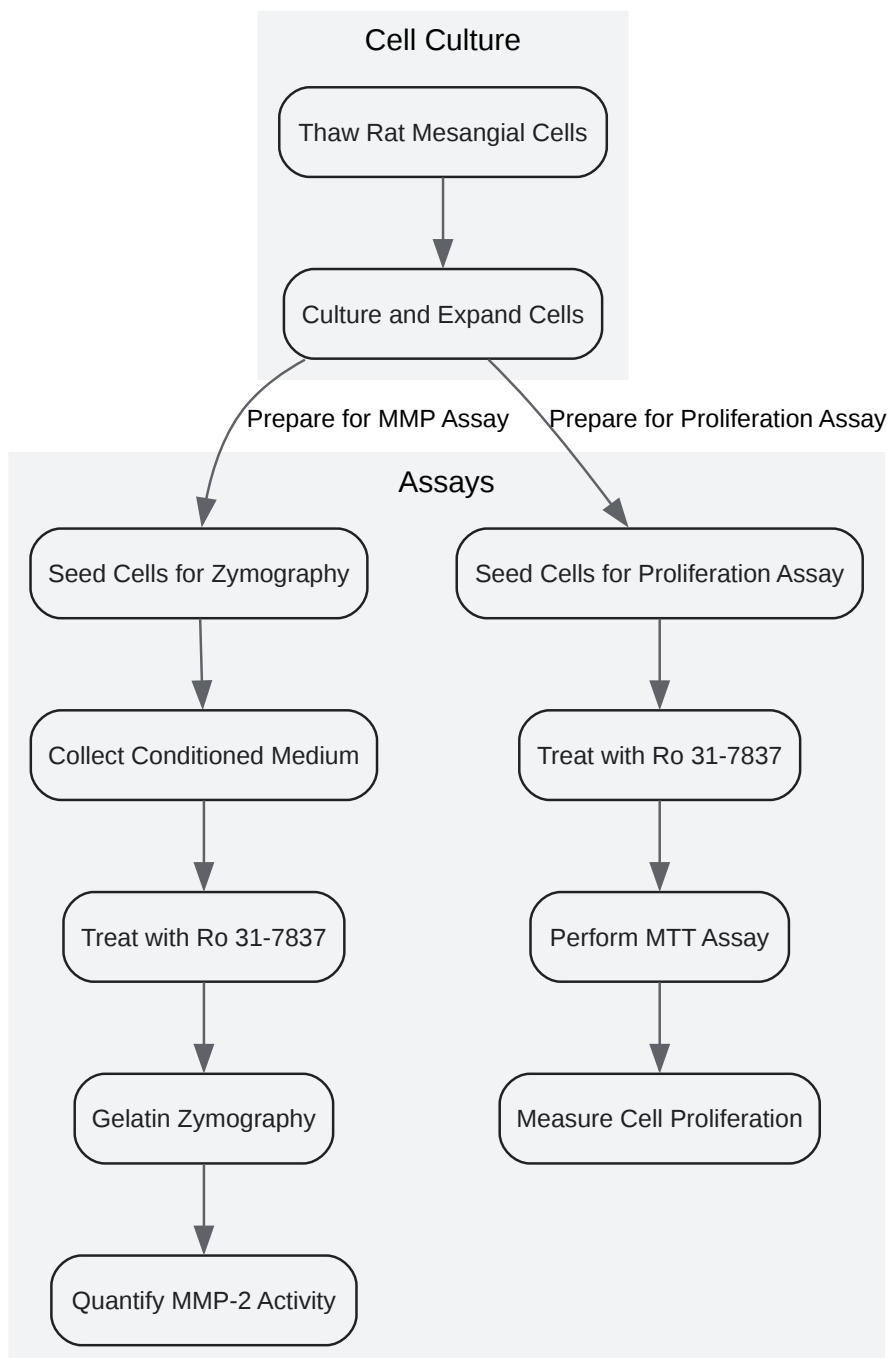 Cell Culture
Thaw Rat Mesangial Cells
Culture and Expand Cells
Prepare for MMP Assay
Prepare for Proliferation Assay
Assays
Seed Cells for Zymography
Seed Cells for Proliferation Assay
Collect Conditioned Medium
Treat with Ro 31-7837
Treat with Ro 31-7837
Perform MTT Assay
Gelatin Zymography
Measure Cell Proliferation
Quantify MMP-2 Activity